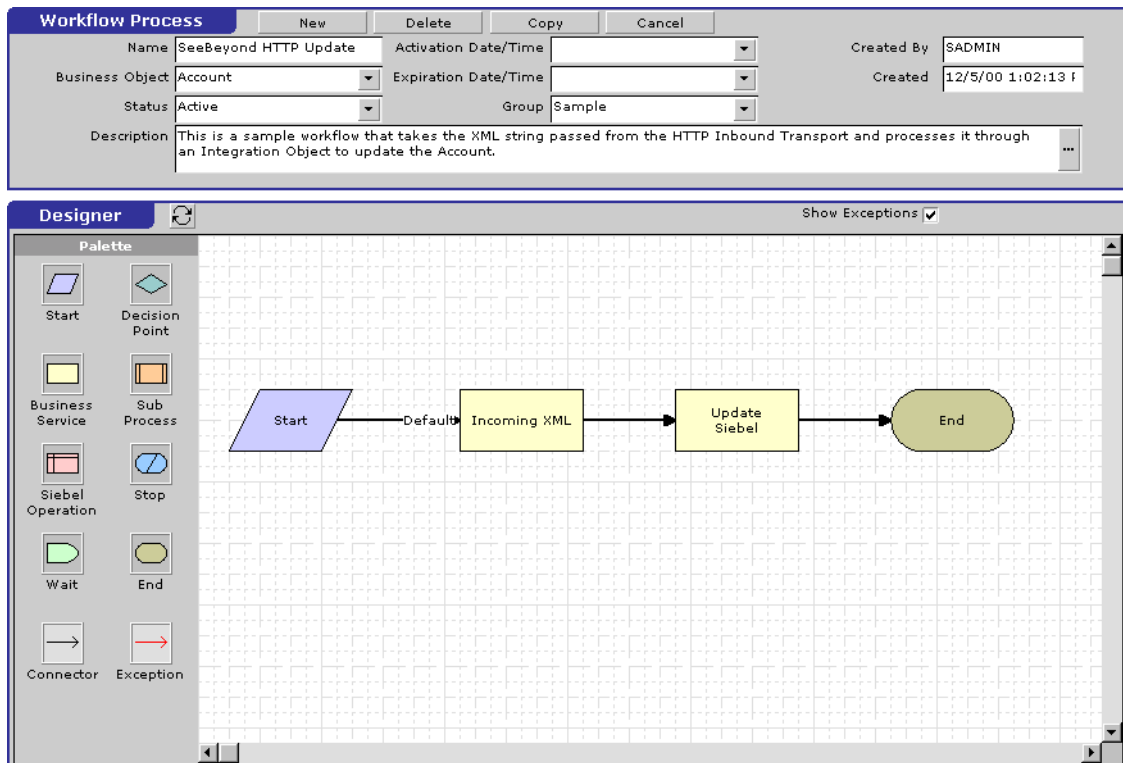 Workflow Process New Delete Copy Cancel
Name SeeBeyond HTTP Update Activation Date/Time Created By SADMIN
Business Object Account Expiration Date/Time Created 12/5/00 1:02:13 P
Status Active Group Sample
Description This is a sample workflow that takes the XML string passed from the HTTP Inbound Transport and processes it through
an Integration Object to update the Account.
...
Designer Show Exceptions
Palette
Start Decision
Point
Business
Service
Sub
Process
Siebel
Operation
Stop
Wait End
Connector Exception
Start Default Incoming XML Update
Siebel
End